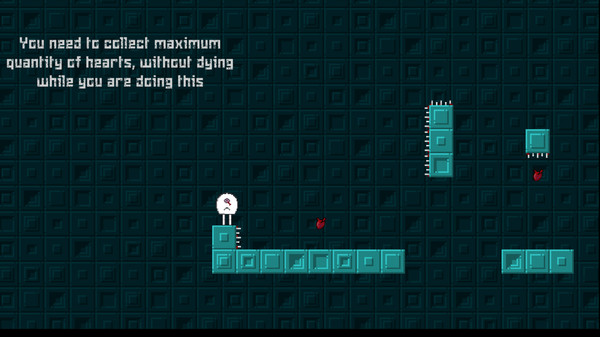 You need to collect maximum
quantity of hearts, without dying
while you are doing this